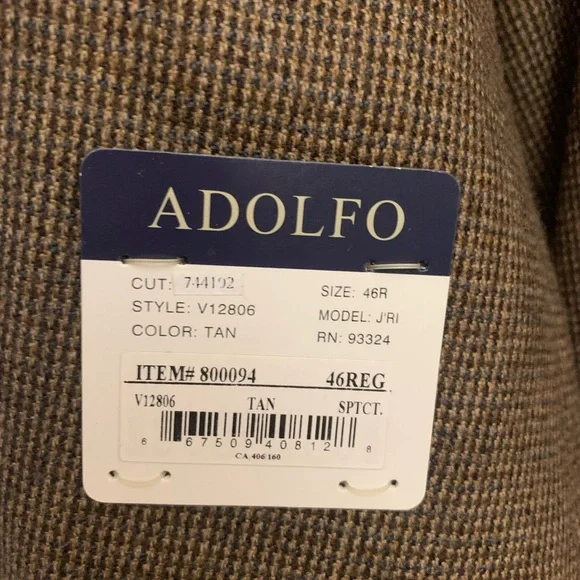 ADOLFO
CUT: 744102
STYLE: V12806
COLOR: TAN
SIZE: 46R
MODEL: J'RI
RN: 93324
ITEM# 800094 46REG
V12806 TAN SPTCT.
6 67509 40812 8
CA:406/160